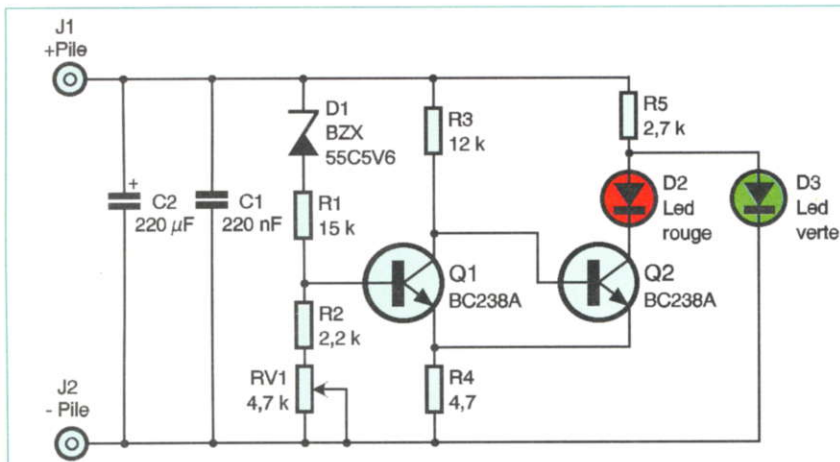 J1
+Pile
D1
BZX
55C5V6
R3
12 k
R5
2,7 k
C2
220 µF
+
C1
220 nF
R1
15 k
D2
Led
rouge
D3
Led
verte
Q1
BC238A
Q2
BC238A
R2
2,2 k
RV1
4,7 k
R4
4,7
J2
- Pile